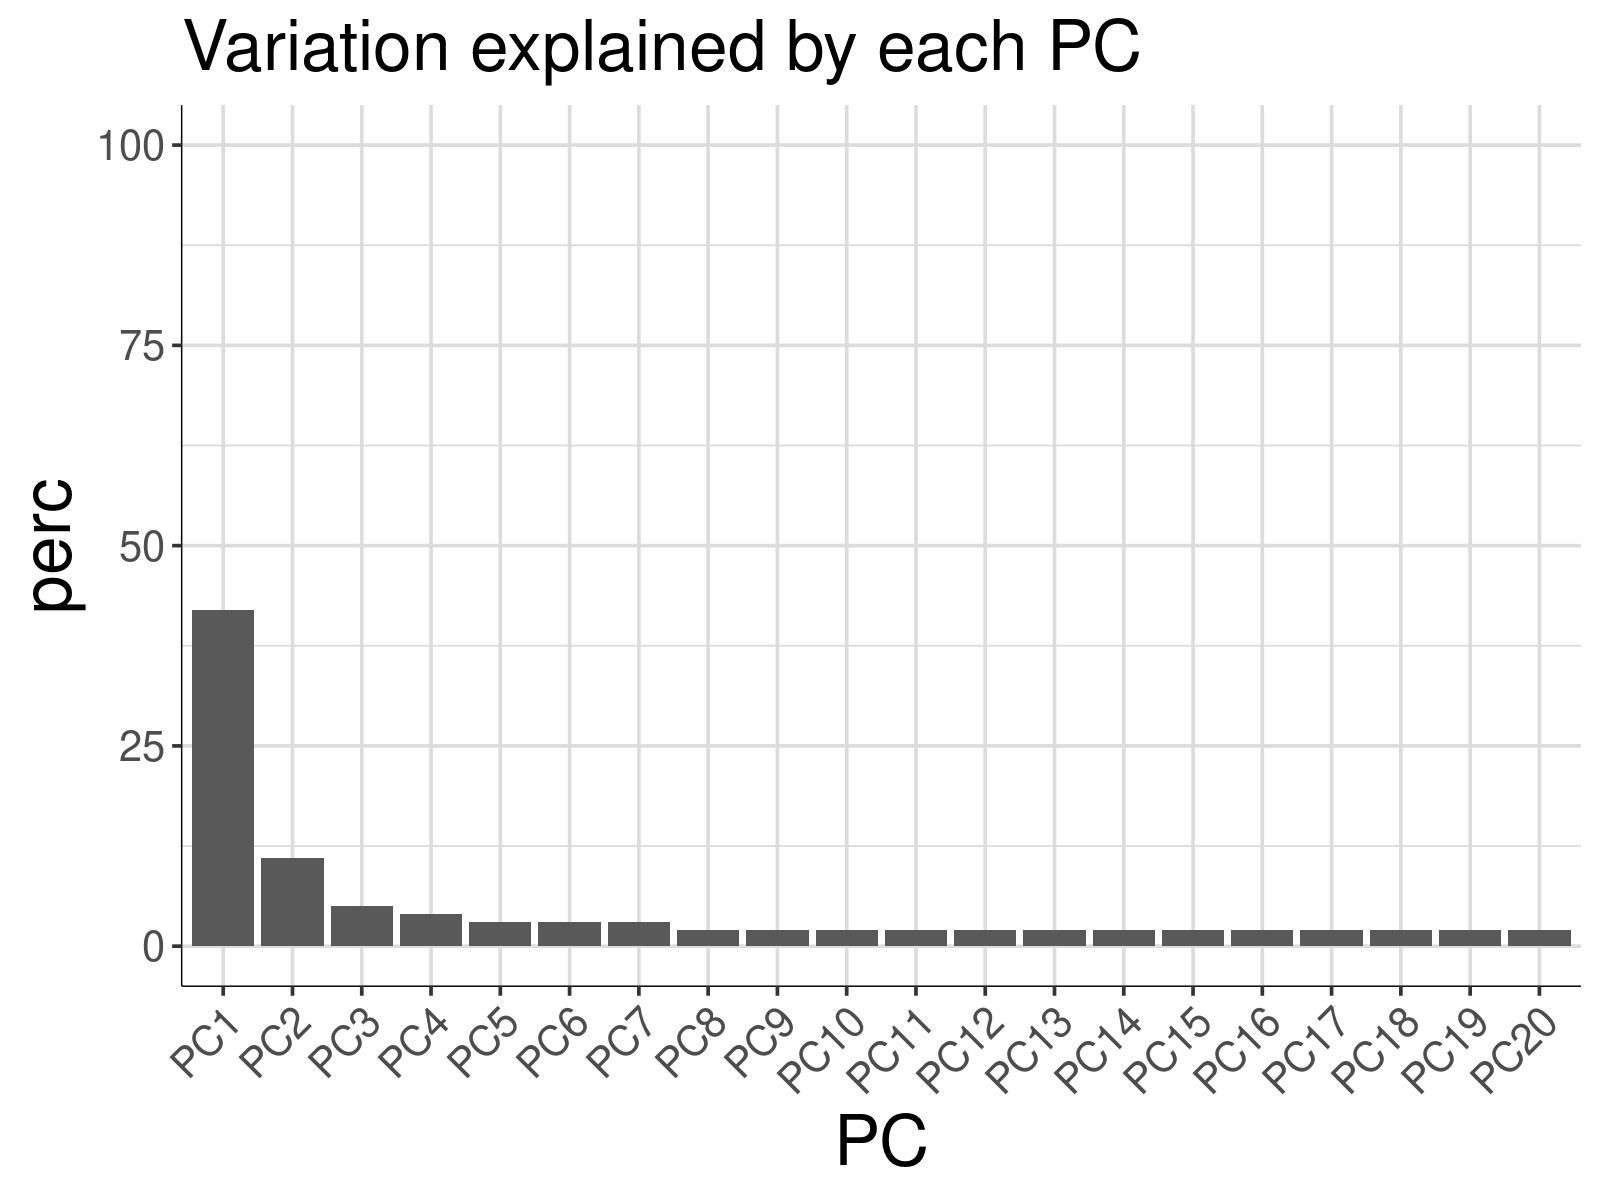 Variation explained by each PC
100
75
50
25
0
perc
PC1 PC2 PC3 PC4 PC5 PC6 PC7 PC8 PC9 PC10 PC11 PC12 PC13 PC14 PC15 PC16 PC17 PC18 PC19 PC20
PC